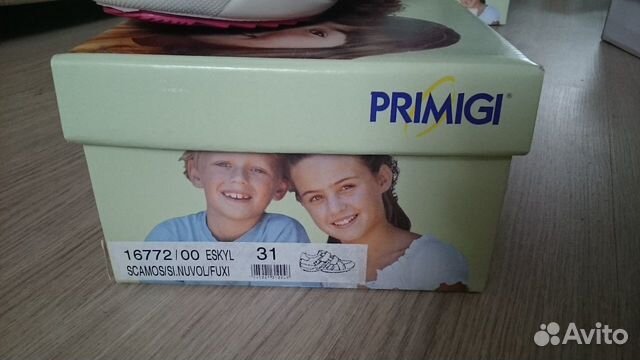 PRIMIGI®
16772/00 ESKYL 31
SCAMOS/SI.NUVOL/FUXI
Avito